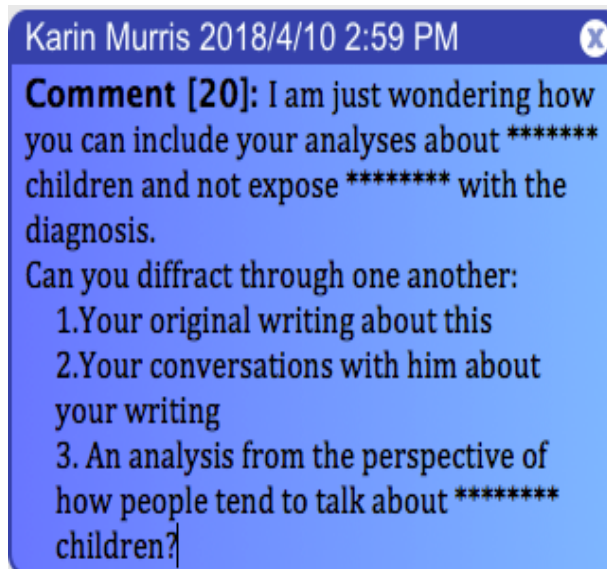 Karin Murris 2018/4/10 2:59 PM
Comment [20]: I am just wondering how
you can include your analyses about *******
children and not expose ******** with the
diagnosis.
Can you diffract through one another:
1.Your original writing about this
2.Your conversations with him about
your writing
3. An analysis from the perspective of
how people tend to talk about ********
children?